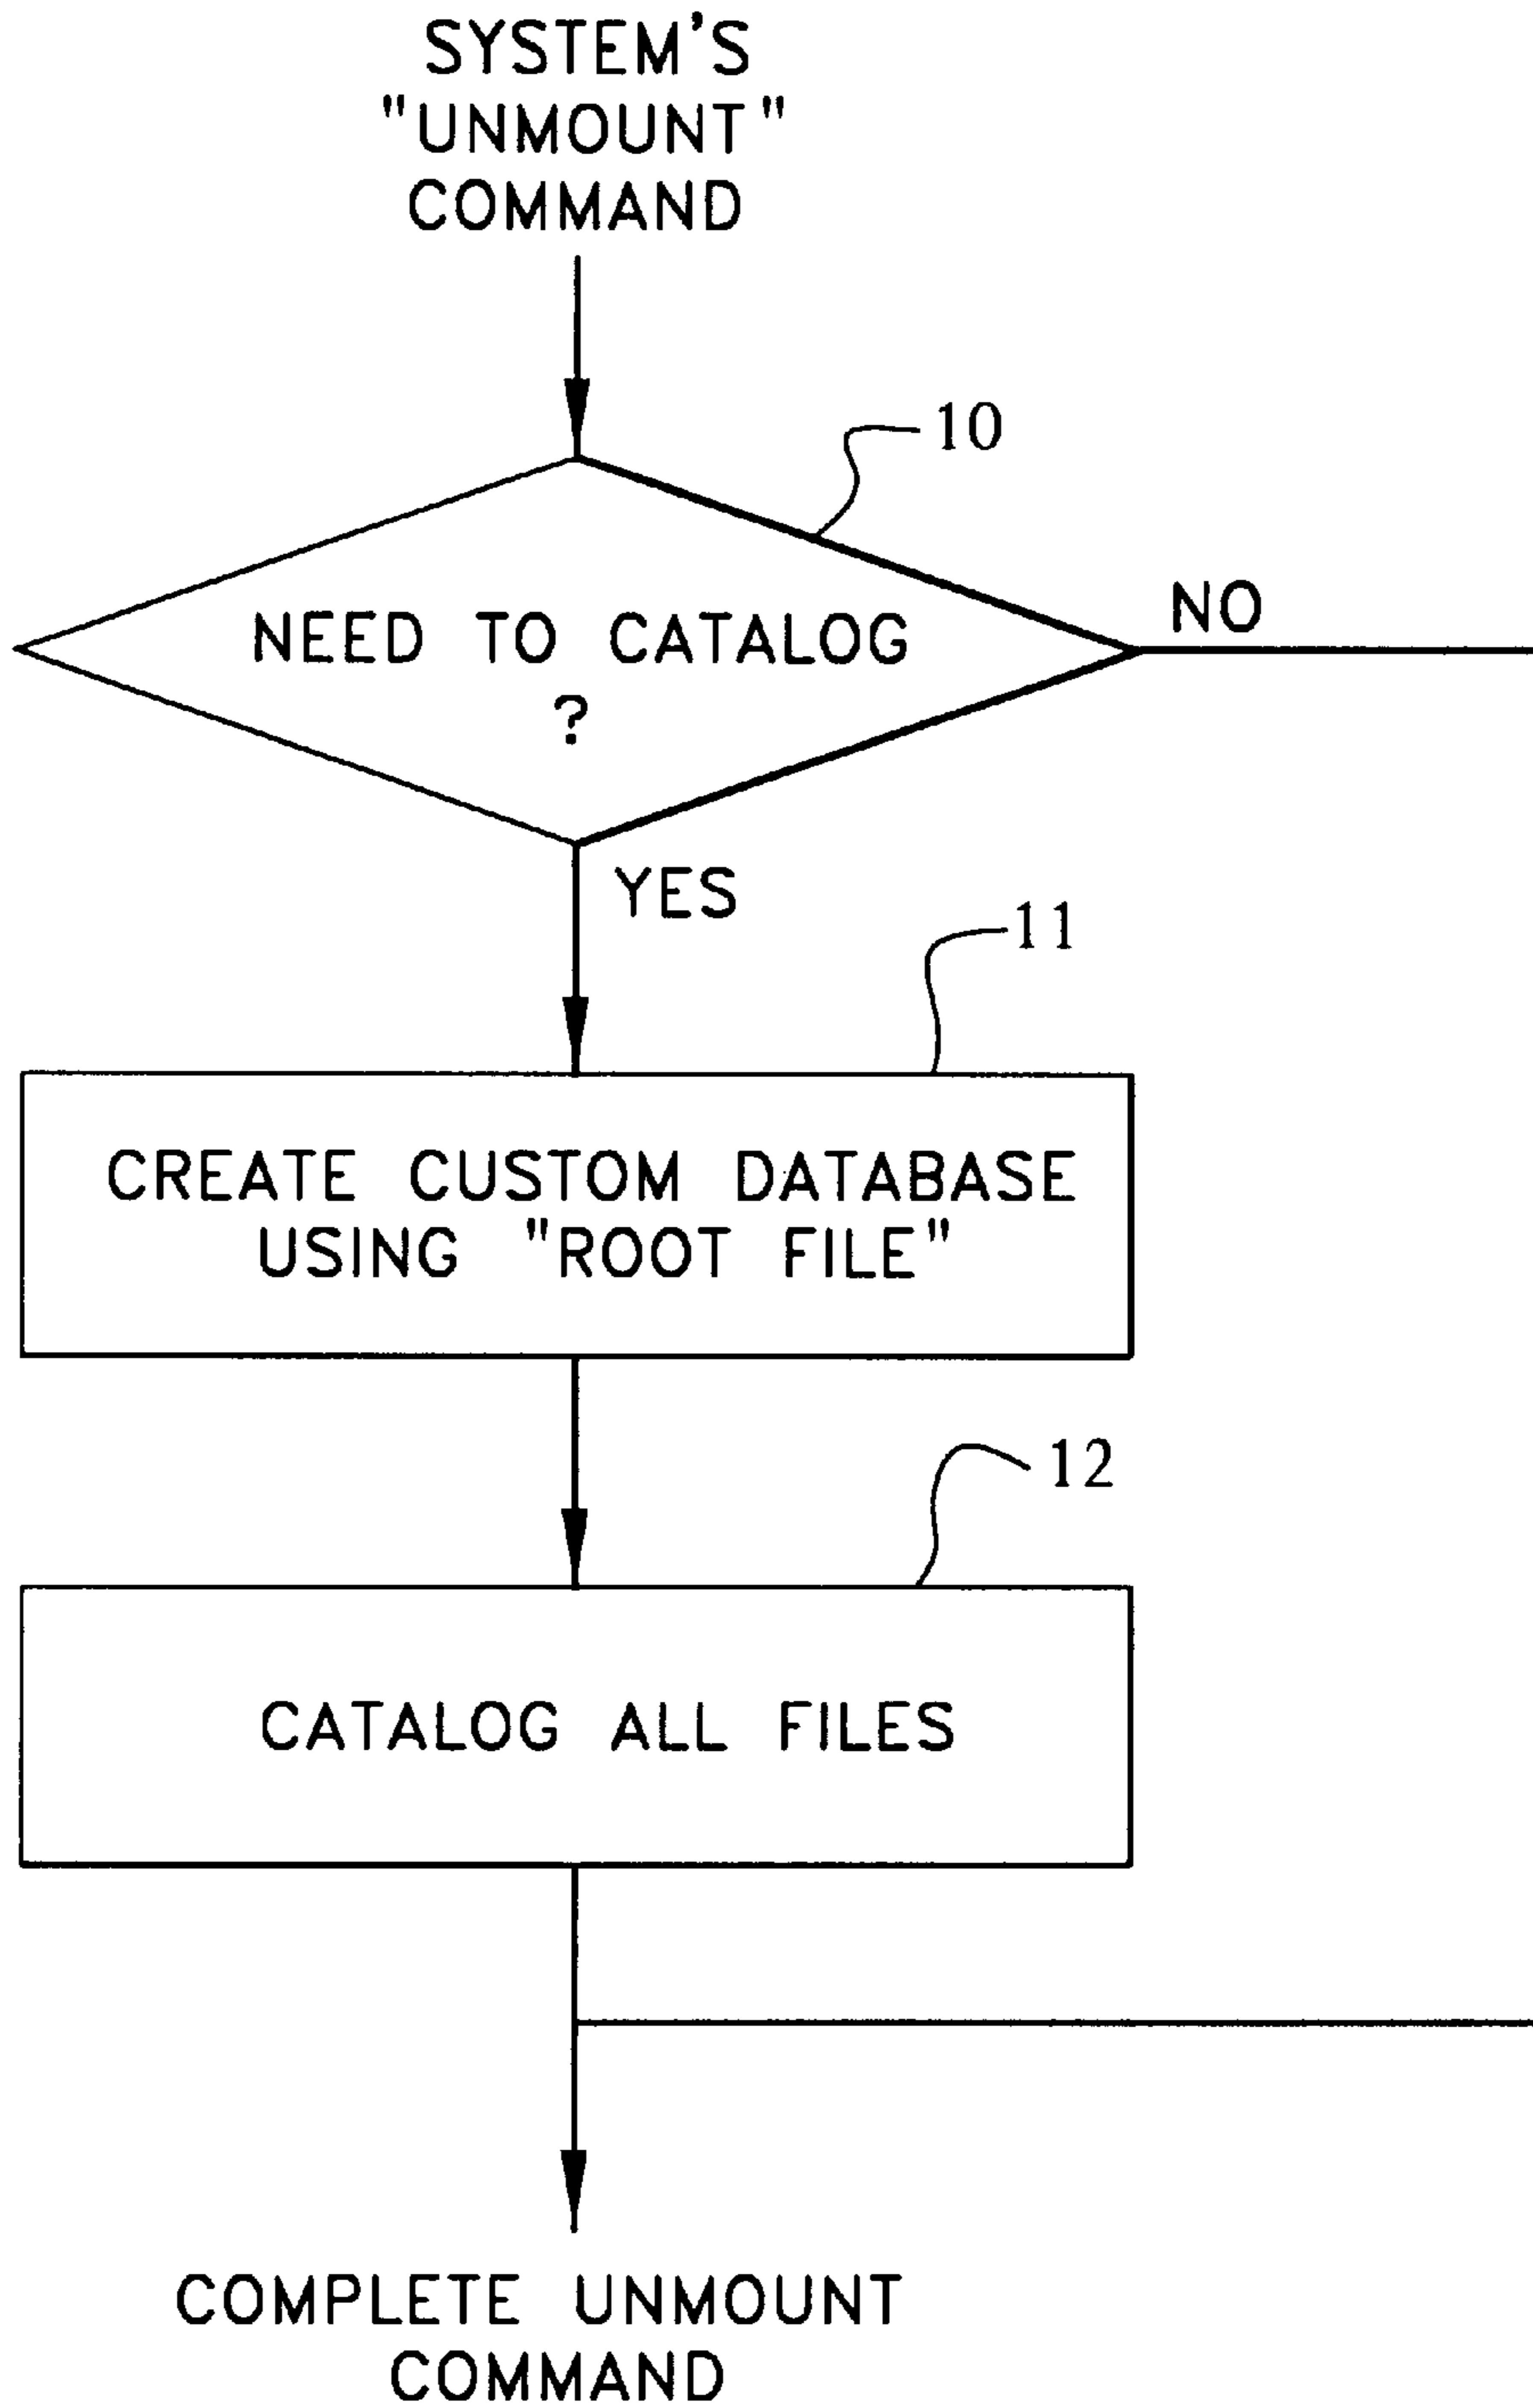 SYSTEM'S
"UNMOUNT"
COMMAND
10
NEED TO CATALOG
?
NO
YES
11
CREATE CUSTOM DATABASE
USING "ROOT FILE"
12
CATALOG ALL FILES
COMPLETE UNMOUNT
COMMAND